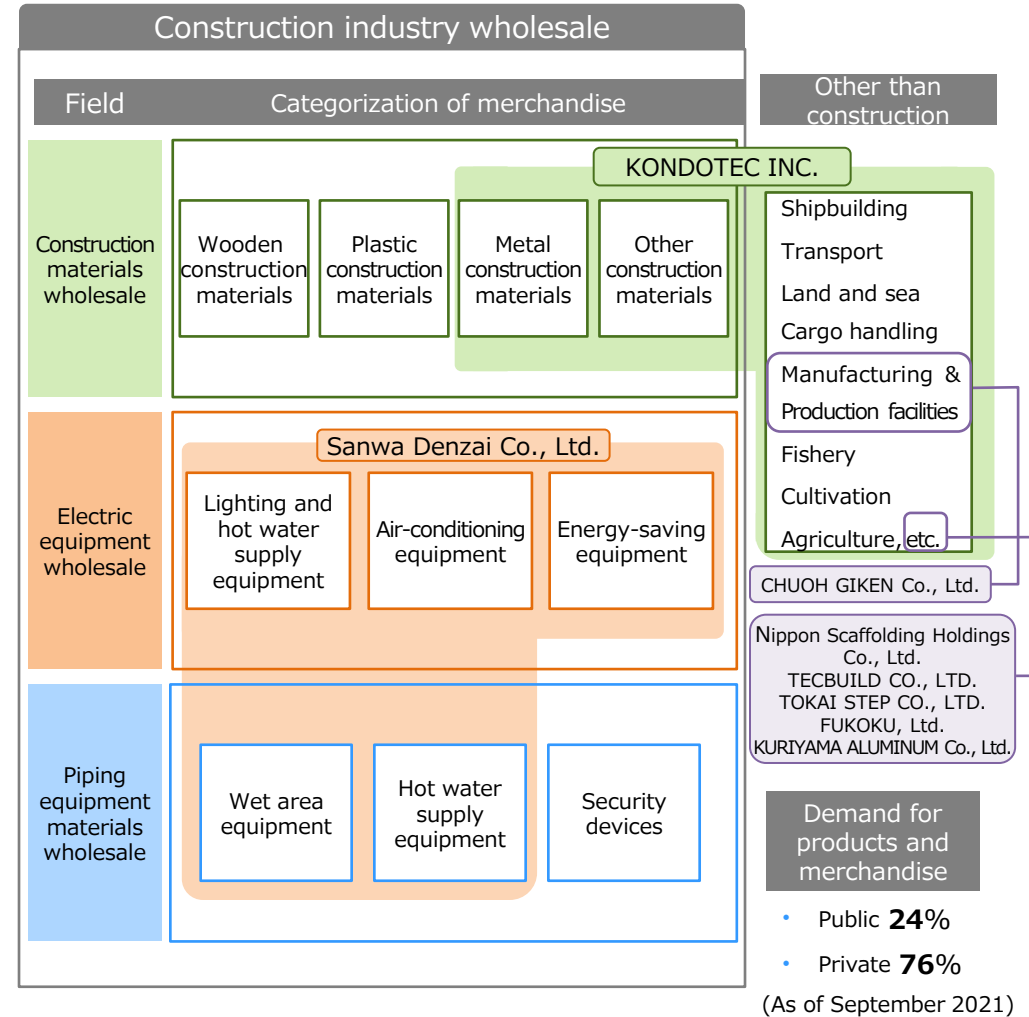 Construction industry wholesale
Field
Categorization of merchandise
Other than
construction
KONDOTEC INC.
Construction
materials
wholesale
Wooden
construction
materials
Plastic
construction
materials
Metal
construction
materials
Other
construction
materials
Shipbuilding
Transport
Land and sea
Cargo handling
Manufacturing &
Production facilities
Fishery
Cultivation
Agriculture, etc.
Sanwa Denzai Co., Ltd.
Electric
equipment
wholesale
Lighting and
hot water
supply
equipment
Air-conditioning
equipment
Energy-saving
equipment
CHUOH GIKEN Co., Ltd.
Nippon Scaffolding Holdings
Co., Ltd.
TECBUILD CO., LTD.
TOKAI STEP CO., LTD.
FUKOKU, Ltd.
KURIYAMA ALUMINUM Co., Ltd.
Piping
equipment
materials
wholesale
Wet area
equipment
Hot water
supply
equipment
Security
devices
Demand for
products and
merchandise
• Public 24%
• Private 76%
(As of September 2021)